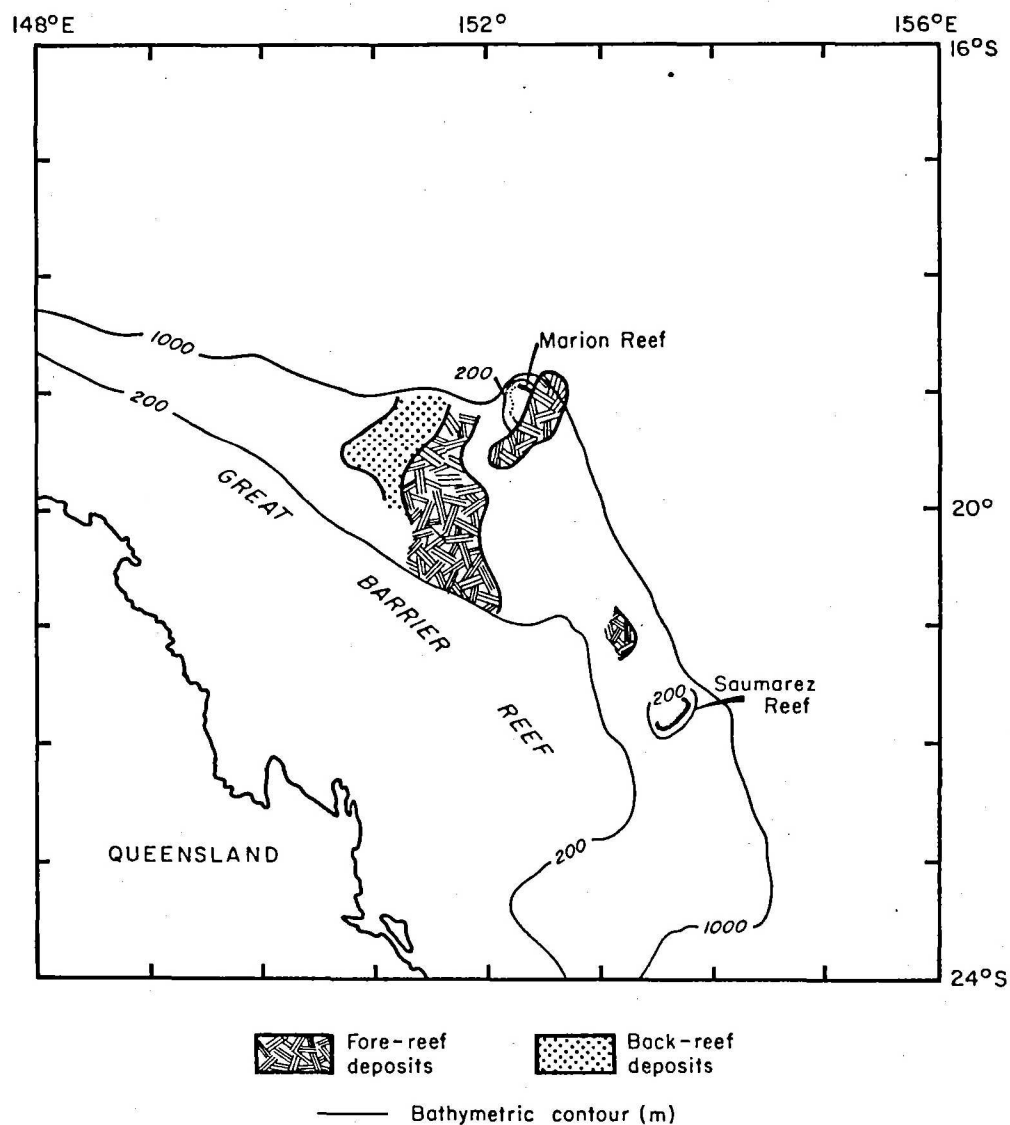 148°E 152° 156°E
16°S
1000
Marion Reef
200
200
GREAT
20°
BARRIER
Saumarez
Reef
200
REEF
QUEENSLAND
200
1000
24°S
Fore-reef
deposits
Back-reef
deposits
Bathymetric contour (m)